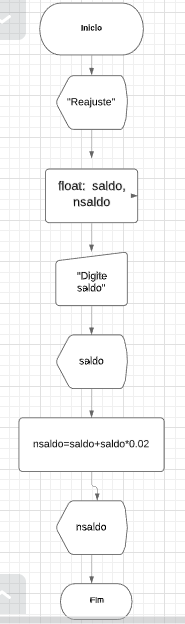 Inicio
"Reajuste"
float; saldo,
nsaldo
"Digite
saldo"
saldo
nsaldo=saldo+saldo*0.02
nsaldo
Fim